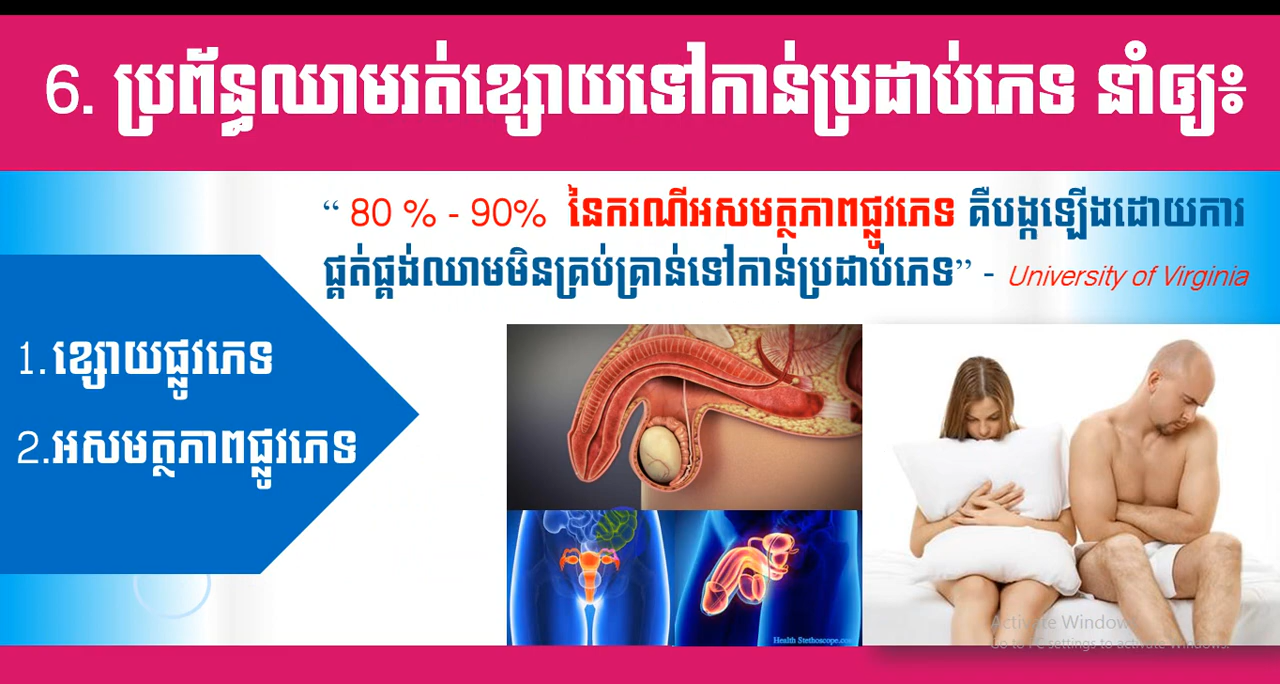 6. ប្រព័ន្ធឈាមរត់ខ្សោយទៅកាន់ប្រដាប់ភេទ នាំឲ្យ៖
“ 80 % - 90% នៃករណីអសមត្ថភាពផ្លូវភេទ គឺបង្កឡើងដោយការ
ផ្គត់ផ្គង់ឈាមមិនគ្រប់គ្រាន់ទៅកាន់ប្រដាប់ភេទ” - University of Virginia
1. ខ្សោយផ្លូវភេទ
2. អសមត្ថភាពផ្លូវភេទ
Health Stethoscope.com
Activate Windows
Go to PC settings to activate Windows.